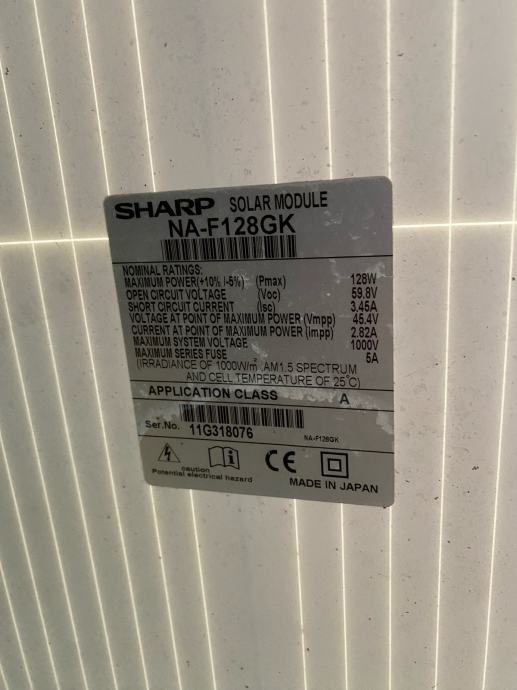 SHARP SOLAR MODULE
NA-F128GK
NOMINAL RATINGS:
MAXIMUM POWER(+10% /-5%) (Pmax) 128W
OPEN CIRCUIT VOLTAGE (Voc) 59.8V
SHORT CIRCUIT CURRENT (Isc) 3.45A
VOLTAGE AT POINT OF MAXIMUM POWER (Vmpp) 45.4V
CURRENT AT POINT OF MAXIMUM POWER (Impp) 2.82A
MAXIMUM SYSTEM VOLTAGE 1000V
MAXIMUM SERIES FUSE 5A
(IRRADIANCE OF 1000W/m², AM1.5 SPECTRUM
AND CELL TEMPERATURE OF 25°C)
APPLICATION CLASS A
Ser.No. 11G318076 NA-F128GK
caution
Potential electrical hazard
CE
MADE IN JAPAN